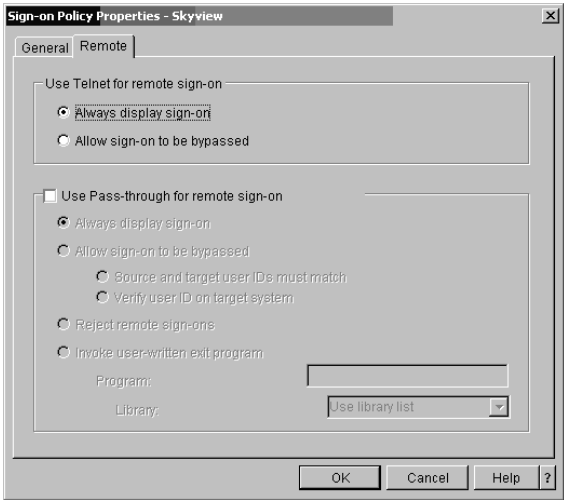 Sign-on Policy Properties - Skyview
General Remote
Use Telnet for remote sign-on
Always display sign-on
Allow sign-on to be bypassed
Use Pass-through for remote sign-on
Always display sign-on
Allow sign-on to be bypassed
Source and target user IDs must match
Verify user ID on target system
Reject remote sign-ons
Invoke user-written exit program
Program:
Library: Use library list
OK Cancel Help ?